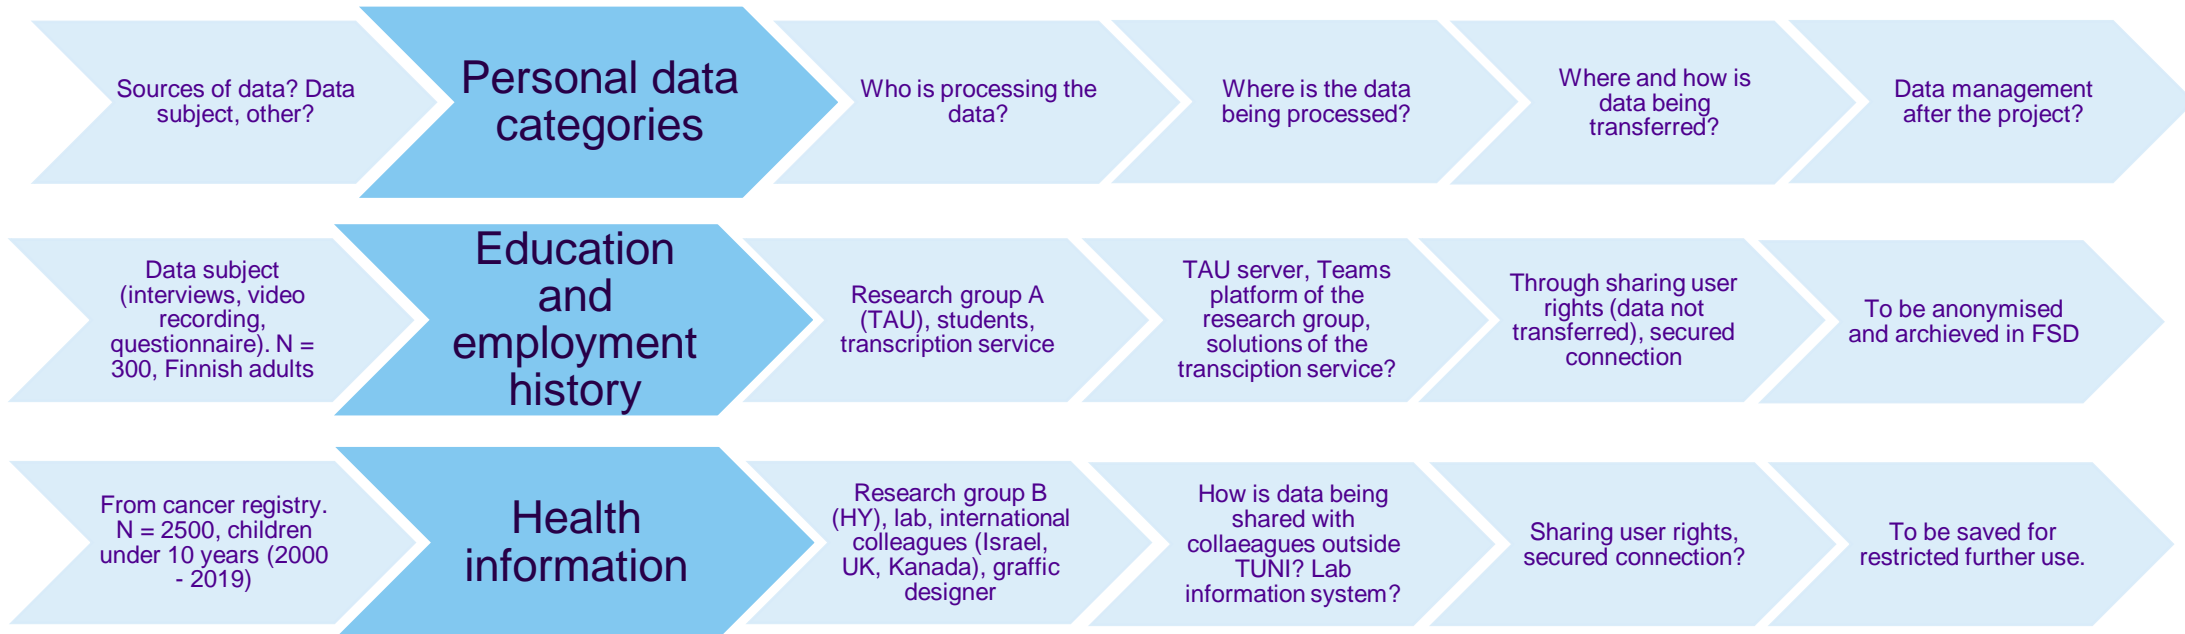 Sources of data? Data
subject, other?
Personal data
categories
Who is processing the
data?
Where is the data
being processed?
Where and how is
data being
transferred?
Data management
after the project?
Data subject
(interviews, video
recording,
questionnaire). N =
300, Finnish adults
Education
and
employment
history
Research group A
(TAU), students,
transcription service
TAU server, Teams
platform of the
research group,
solutions of the
transciption service?
Through sharing user
rights (data not
transferred), secured
connection
To be anonymised
and archieved in FSD
From cancer registry.
N = 2500, children
under 10 years (2000
- 2019)
Health
information
Research group B
(HY), lab, international
colleagues (Israel,
UK, Kanada), graffic
designer
How is data being
shared with
collaeagues outside
TUNI? Lab
information system?
Sharing user rights,
secured connection?
To be saved for
restricted further use.